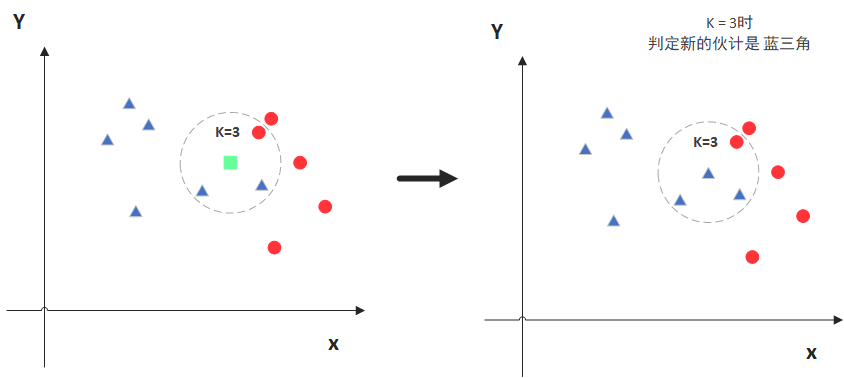 Y
K=3
x
K = 3时
判定新的伙计是 蓝三角
Y
K=3
x